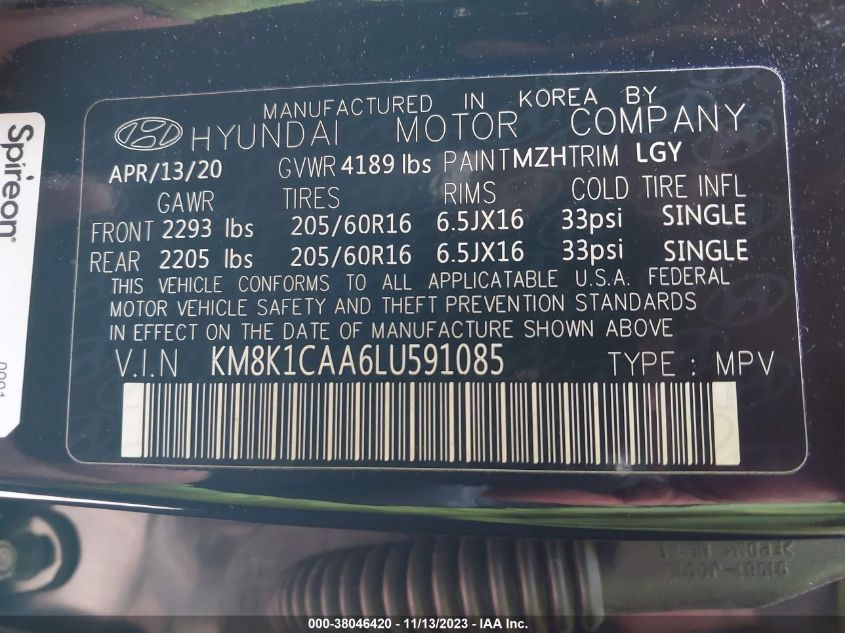 MANUFACTURED IN KOREA BY
HYUNDAI MOTOR COMPANY
APR/13/20 GVWR 4189 lbs PAINT MZH TRIM LGY
GAWR TIRES RIMS COLD TIRE INFL
FRONT 2293 lbs 205/60R16 6.5JX16 33psi SINGLE
REAR 2205 lbs 205/60R16 6.5JX16 33psi SINGLE
THIS VEHICLE CONFORMS TO ALL APPLICATABLE U.S.A. FEDERAL
MOTOR VEHICLE SAFETY AND THEFT PREVENTION STANDARDS
IN EFFECT ON THE DATE OF MANUFACTURE SHOWN ABOVE.
V.I.N KM8K1CAA6LU591085 TYPE : MPV
Spireon®
000-38046420 - 11/13/2023 - IAA